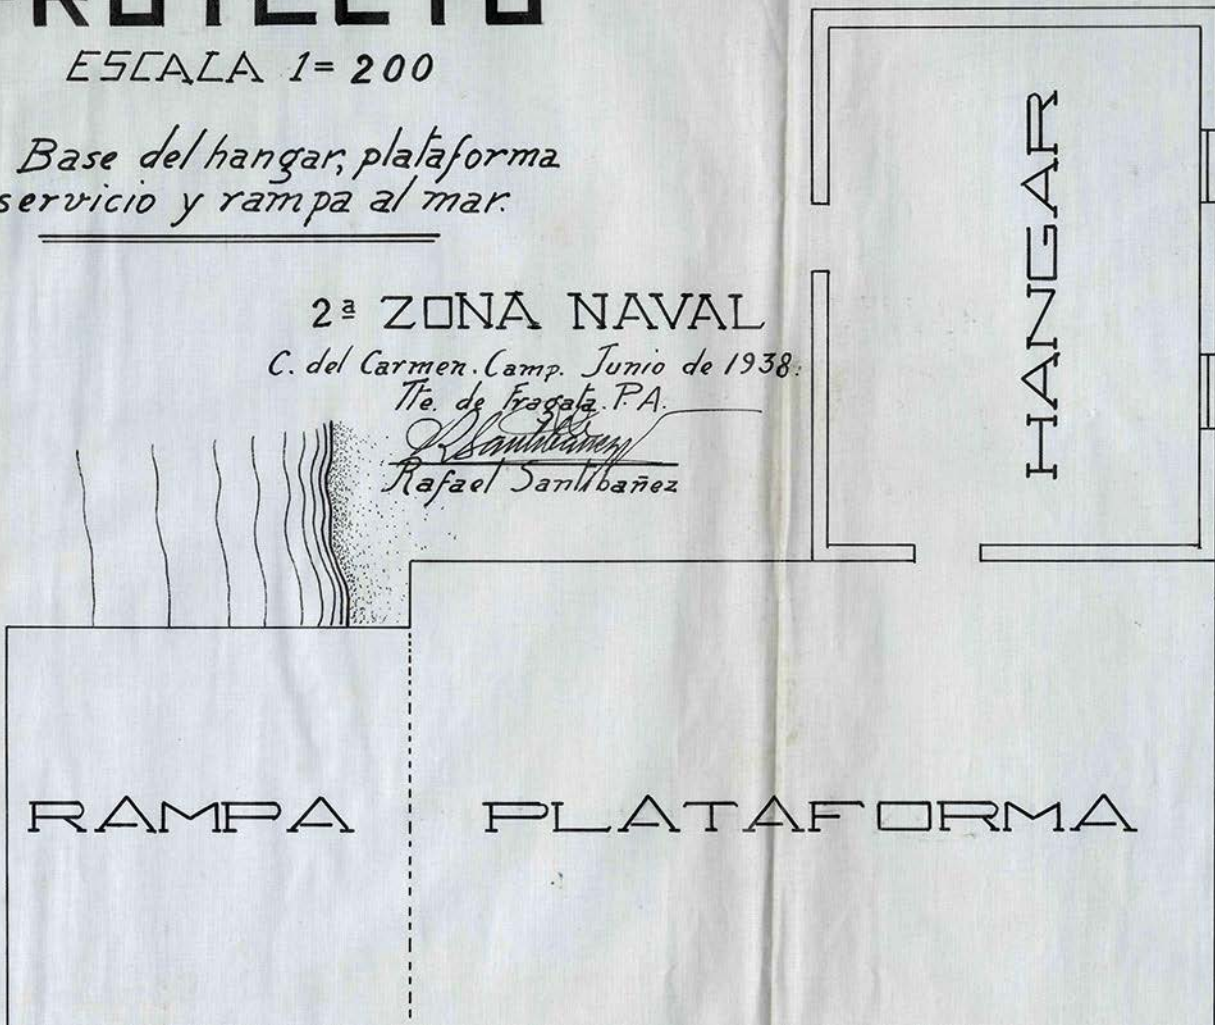 PROYECTO
ESCALA 1= 200
Base del hangar, plataforma
servicio y rampa al mar.
2ª ZONA NAVAL
C. del Carmen. Camp. Junio de 1938.
Tte. de Fragata. P.A.
Rafael Santibañez
HANGAR
RAMPA
PLATAFORMA